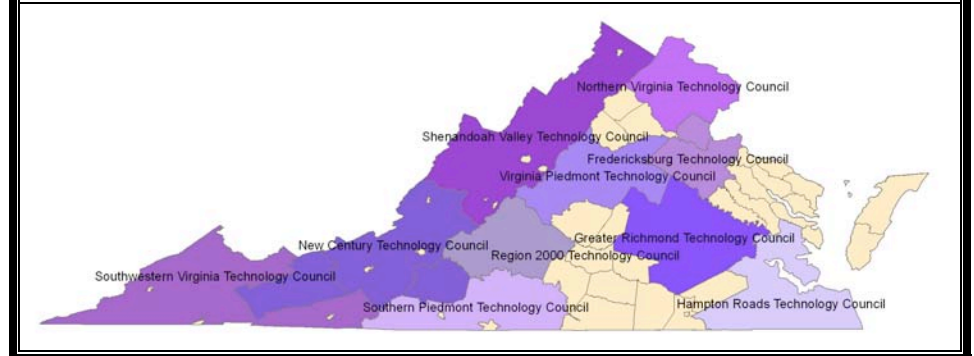 Northern Virginia Technology Council
Shenandoah Valley Technology Council
Fredericksburg Technology Council
Virginia Piedmont Technology Council
Greater Richmond Technology Council
New Century Technology Council
Region 2000 Technology Council
Southwestern Virginia Technology Council
Southern Piedmont Technology Council
Hampton Roads Technology Council